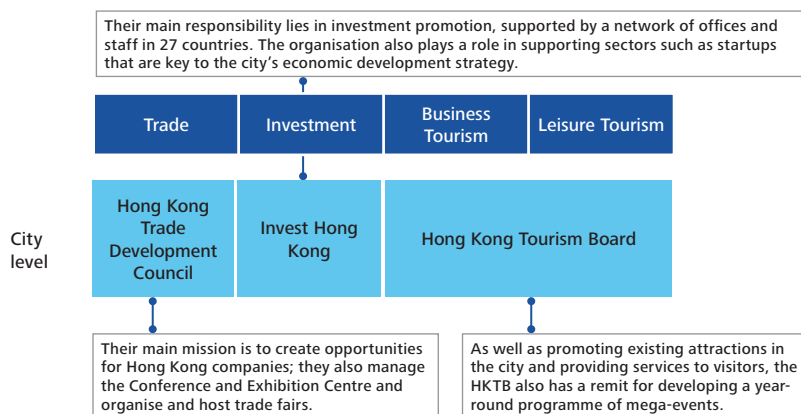 Their main responsibility lies in investment promotion, supported by a network of offices and
staff in 27 countries. The organisation also plays a role in supporting sectors such as startups
that are key to the city's economic development strategy.
Trade
Investment
Business
Tourism
Leisure Tourism
City
level
Hong Kong
Trade
Development
Council
Invest Hong
Kong
Hong Kong Tourism Board
Their main mission is to create opportunities
for Hong Kong companies; they also manage
the Conference and Exhibition Centre and
organise and host trade fairs.
As well as promoting existing attractions in
the city and providing services to visitors, the
HKTB also has a remit for developing a year-
round programme of mega-events.